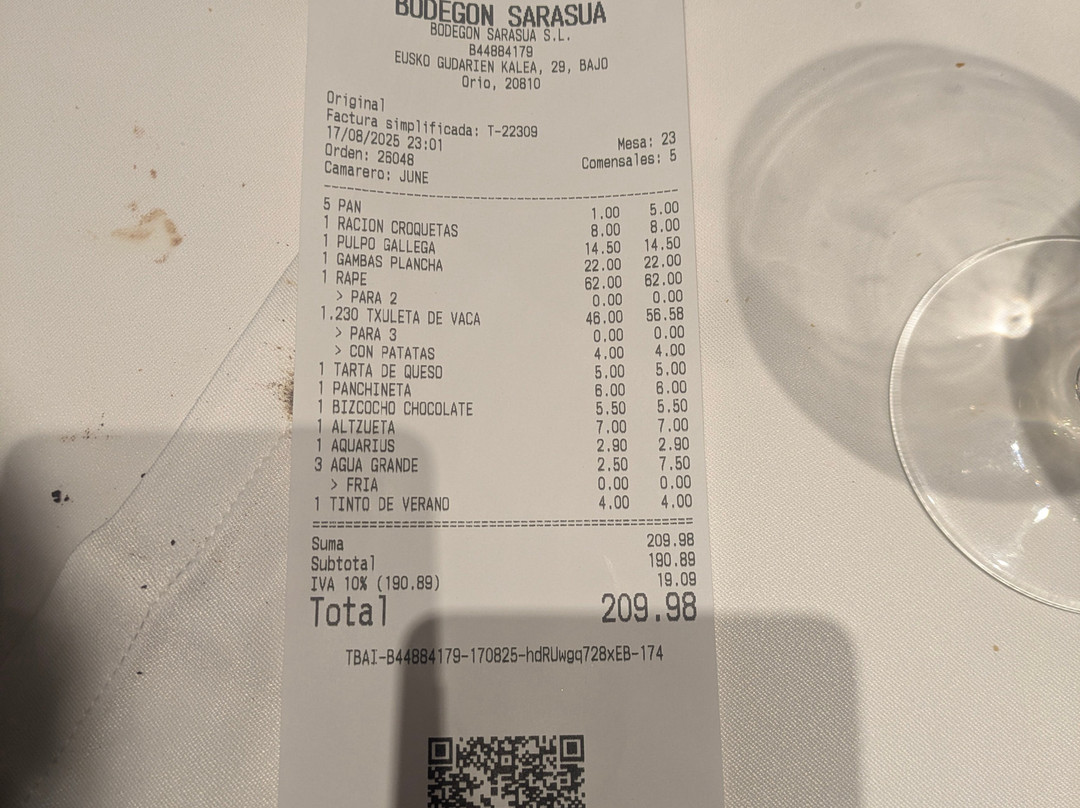 BODEGON SARASUA
BODEGON SARASUA S.L.
B44884179
EUSKO GUDARIEN KALEA, 29, BAJO
Orio, 20810
Original
Factura simplificada: T-22309
17/08/2025 23:01 Mesa: 23
Orden: 26048 Comensales: 5
Camarero: JUNE
5 PAN 1.00 5.00
1 RACION CROQUETAS 8.00 8.00
1 PULPO GALLEGA 14.50 14.50
1 GAMBAS PLANCHA 22.00 22.00
1 RAPE 62.00 62.00
> PARA 2 0.00 0.00
1.230 TXULETA DE VACA 46.00 56.58
> PARA 3 0.00 0.00
> CON PATATAS 4.00 4.00
1 TARTA DE QUESO 5.00 5.00
1 PANCHINETA 6.00 6.00
1 BIZCOCHO CHOCOLATE 5.50 5.50
1 ALTZUETA 7.00 7.00
1 AQUARIUS 2.90 2.90
3 AGUA GRANDE 2.50 7.50
> FRIA 0.00 0.00
1 TINTO DE VERANO 4.00 4.00
Suma 209.98
Subtotal 190.89
IVA 10% (190.89) 19.09
Total 209.98
TBAI-B44884179-170825-hdRUwgq728xEB-174